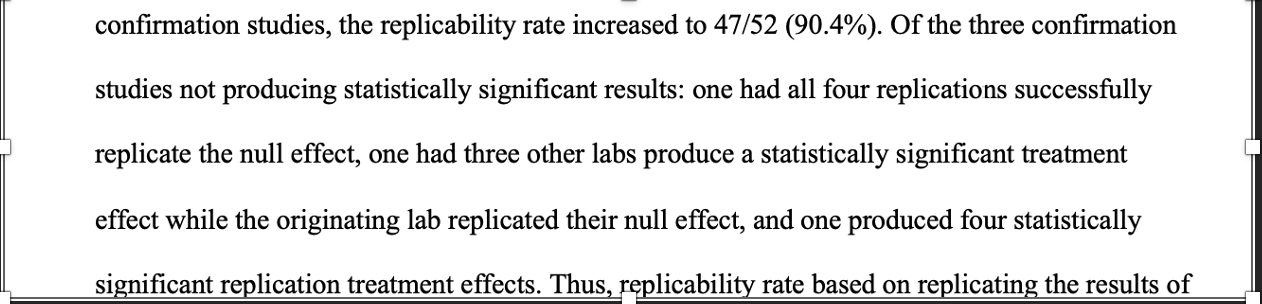 confirmation studies, the replicability rate increased to 47/52 (90.4%). Of the three confirmation
studies not producing statistically significant results: one had all four replications successfully
replicate the null effect, one had three other labs produce a statistically significant treatment
effect while the originating lab replicated their null effect, and one produced four statistically
significant replication treatment effects. Thus, replicability rate based on replicating the results of